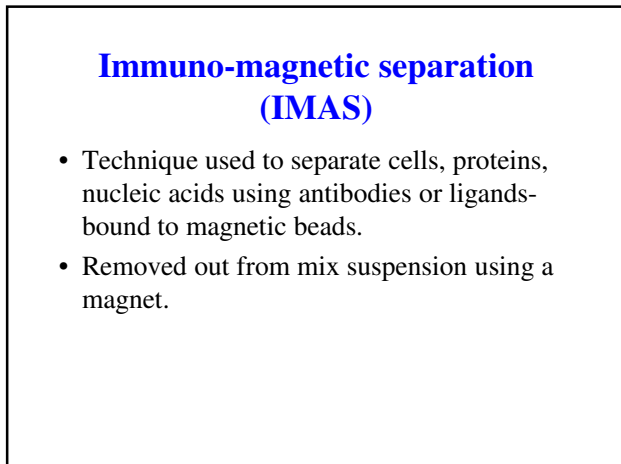 Immuno-magnetic separation
(IMAS)
• Technique used to separate cells, proteins,
nucleic acids using antibodies or ligands-
bound to magnetic beads.
• Removed out from mix suspension using a
magnet.